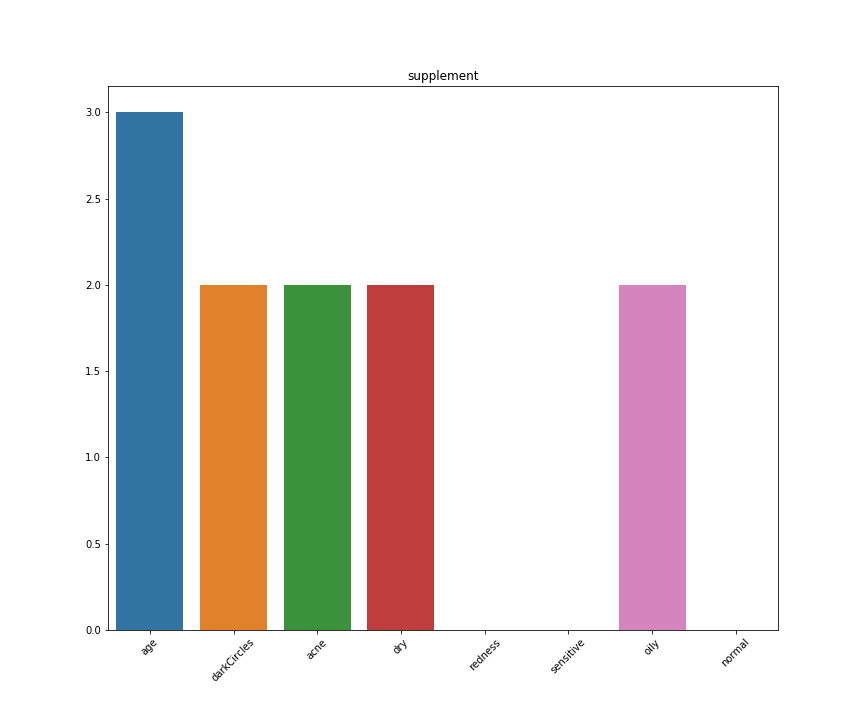 supplement
3.0
2.5
2.0
1.5
1.0
0.5
0.0
age
darkCircles
acne
dry
redness
sensitive
oily
normal